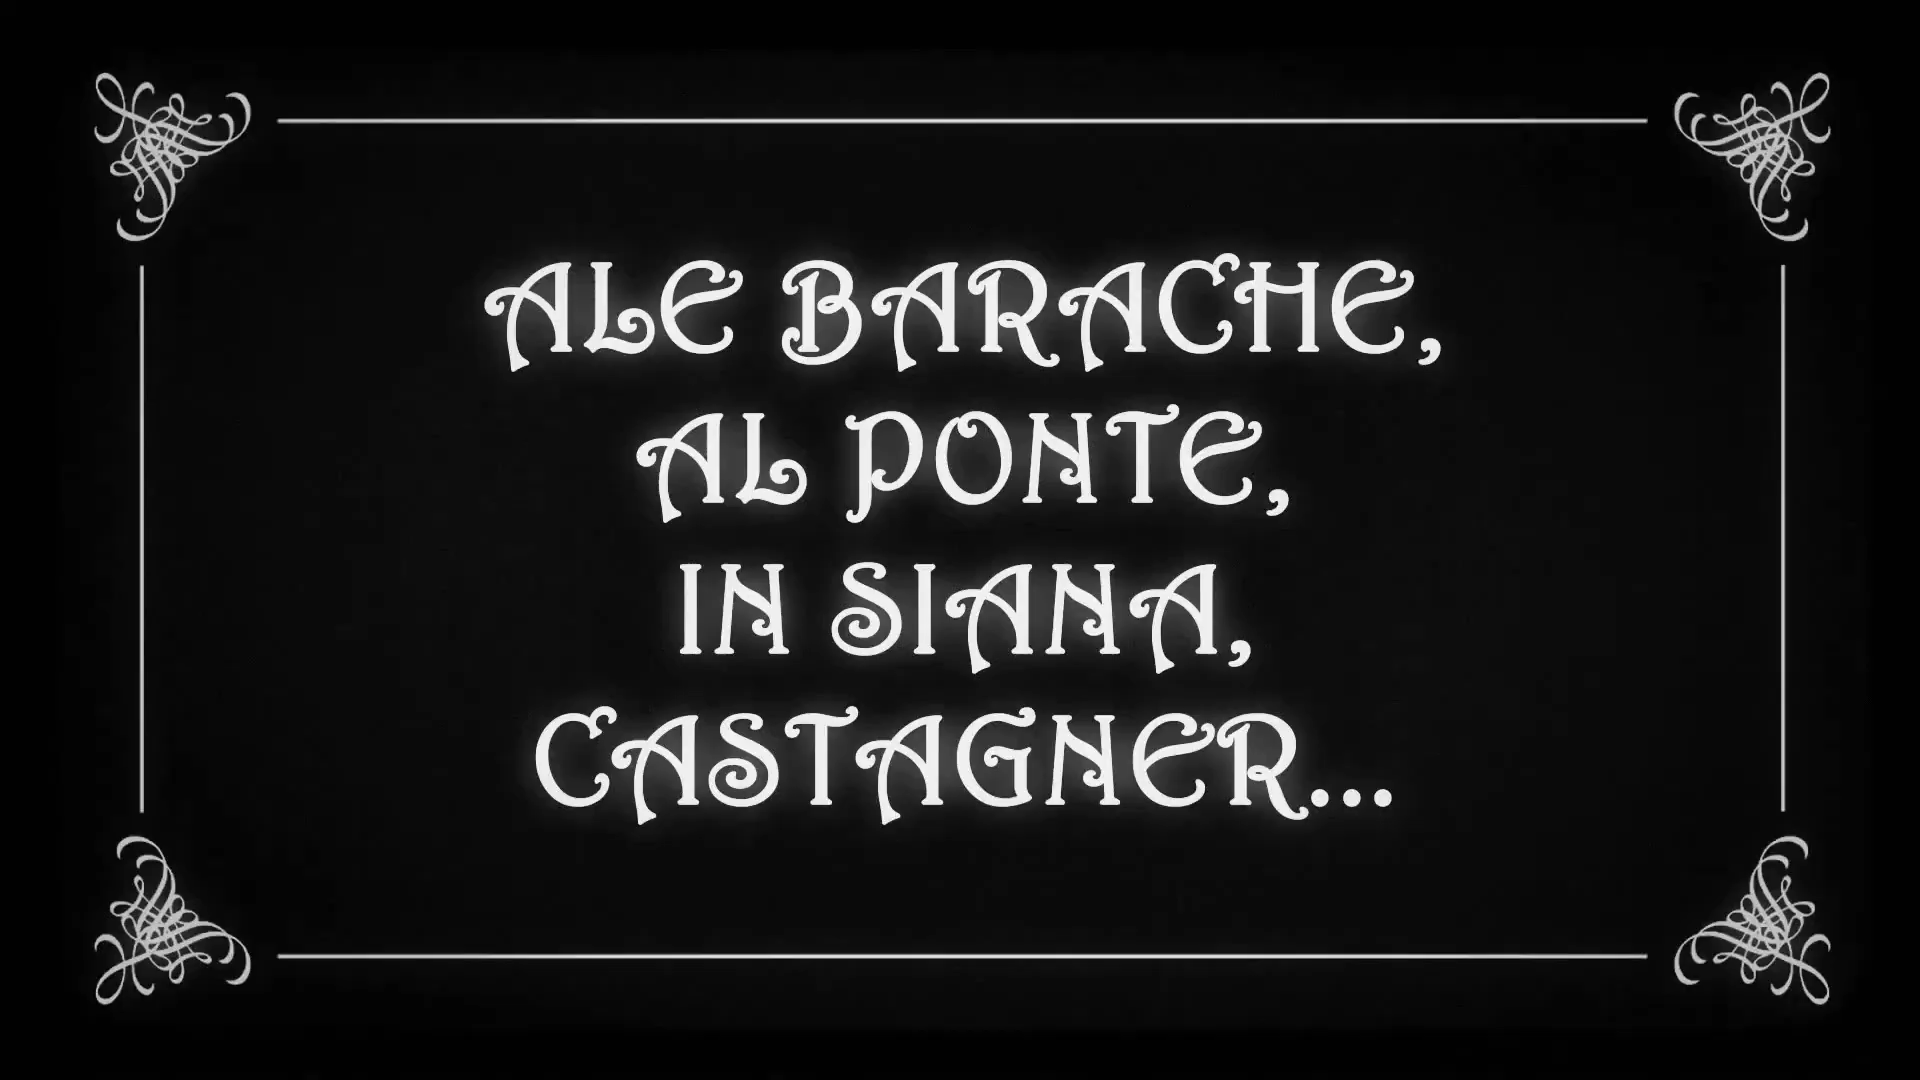 ALE BARACHE,
AL PONTE,
IN SIANA,
CASTAGNER...